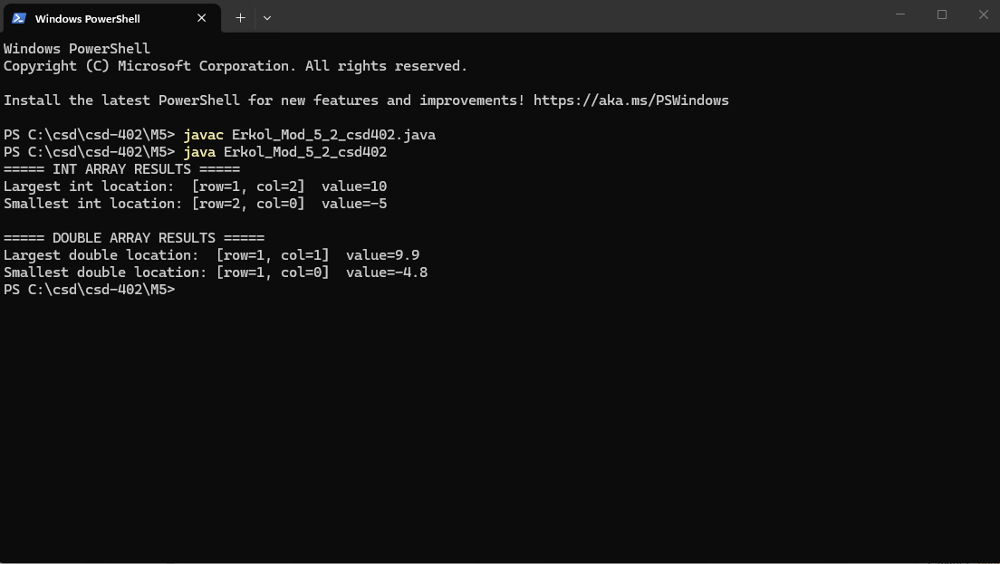 Windows PowerShell
Windows PowerShell
Copyright (C) Microsoft Corporation. All rights reserved.
Install the latest PowerShell for new features and improvements! https://aka.ms/PSWindows
PS C:\csd\csd-402\M5> javac Erkol_Mod_5_2_csd402.java
PS C:\csd\csd-402\M5> java Erkol_Mod_5_2_csd402
===== INT ARRAY RESULTS =====
Largest int location:  [row=1, col=2]  value=10
Smallest int location: [row=2, col=0]  value=-5
===== DOUBLE ARRAY RESULTS =====
Largest double location:  [row=1, col=1]  value=9.9
Smallest double location: [row=1, col=0]  value=-4.8
PS C:\csd\csd-402\M5>